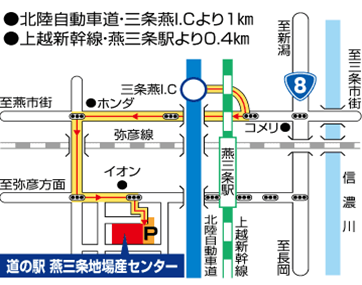 ●北陸自動車道・三条燕I.Cより1km
●上越新幹線・燕三条駅より0.4km
至新潟
至三条市街
三条燕I.C
8
至燕市街
ホンダ
コメリ
弥彦線
燕三条駅
イオン
信濃川
至弥彦方面
P
北陸自動車道
上越新幹線
至長岡
道の駅 燕三条地場産センター